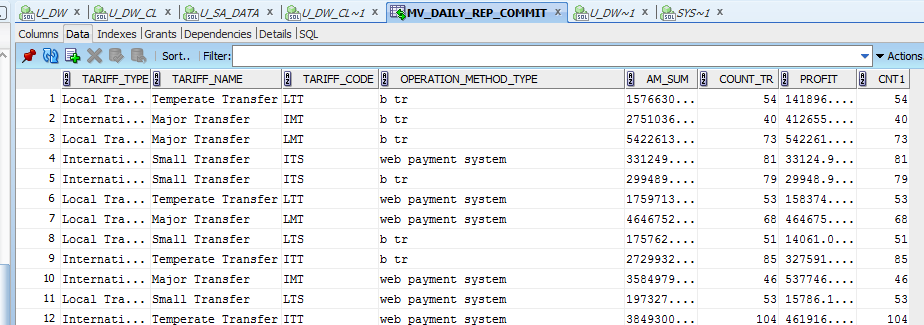 U_DW U_DW_CL U_SA_DATA U_DW_CL~1 MV_DAILY_REP_COMMIT U_DW~1 SYS~1
Columns Data Indexes Grants Dependencies Details SQL
Sort.. Filter: Actions
TARIFF_TYPE TARIFF_NAME TARIFF_CODE OPERATION_METHOD_TYPE AM_SUM COUNT_TR PROFIT CNT1
1 Local Tra... Temperate Transfer LTT b tr 1576630... 54 141896.... 54
2 Internati... Major Transfer IMT b tr 2751036... 40 412655.... 40
3 Local Tra... Major Transfer LMT b tr 5422613... 73 542261.... 73
4 Internati... Small Transfer ITS web payment system 331249.... 81 33124.9... 81
5 Internati... Small Transfer ITS b tr 299489.... 79 29948.9... 79
6 Local Tra... Temperate Transfer LTT web payment system 1759713... 53 158374.... 53
7 Local Tra... Major Transfer LMT web payment system 4646752... 68 464675.... 68
8 Local Tra... Small Transfer LTS b tr 175762.... 51 14061.0... 51
9 Internati... Temperate Transfer ITT b tr 2729932... 85 327591.... 85
10 Internati... Major Transfer IMT web payment system 3584979... 46 537746.... 46
11 Local Tra... Small Transfer LTS web payment system 197327.... 53 15786.1... 53
12 Internati... Temperate Transfer ITT web payment system 3849300... 104 461916.... 104